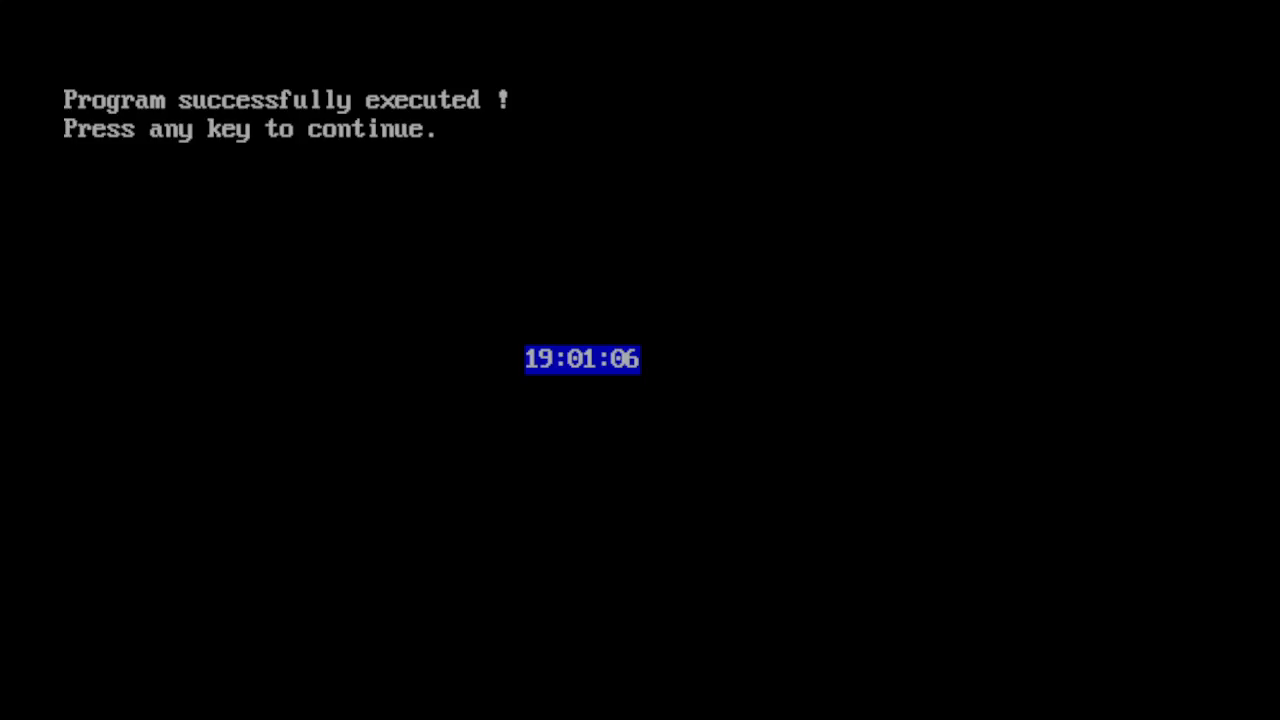 Program successfully executed !
Press any key to continue.
19:01:06